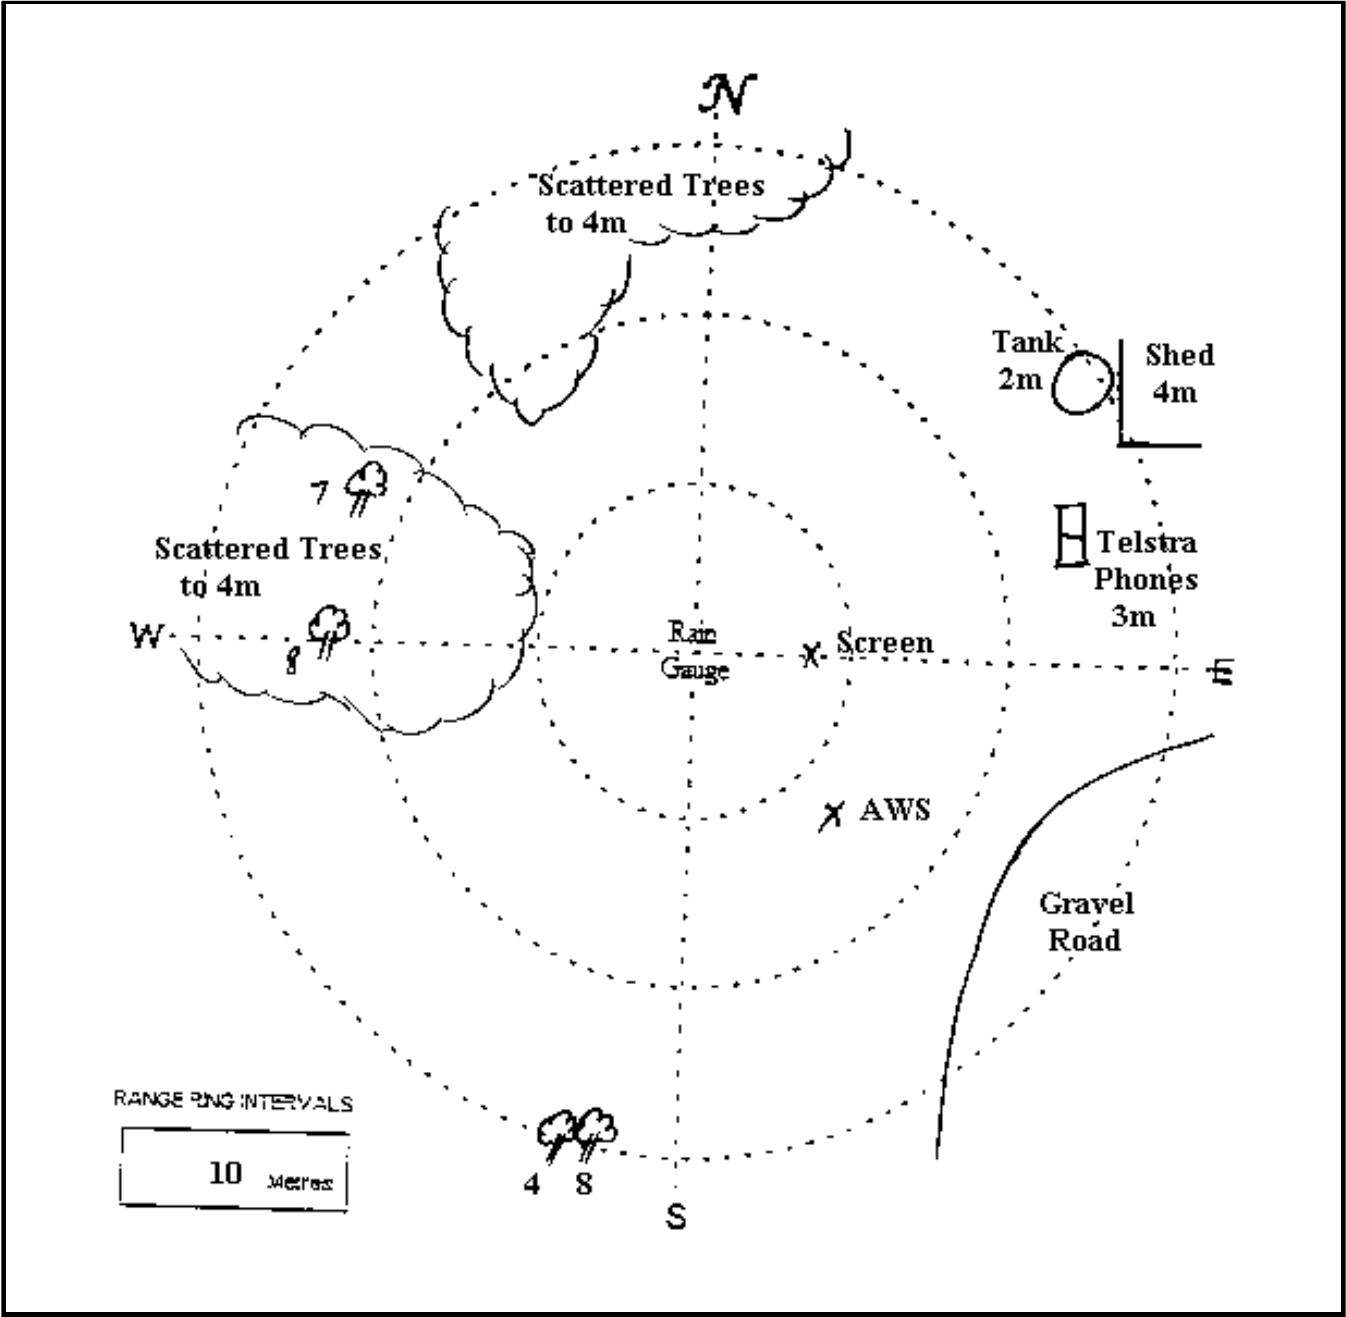 N
Scattered Trees
to 4m
Tank
2m
Shed
4m
7
Scattered Trees
to 4m
Telstra
Phones
3m
W
8
Rain
Gauge
Screen
E
AWS
Gravel
Road
RANGE RING INTERVALS
10 Metres
4 8
S